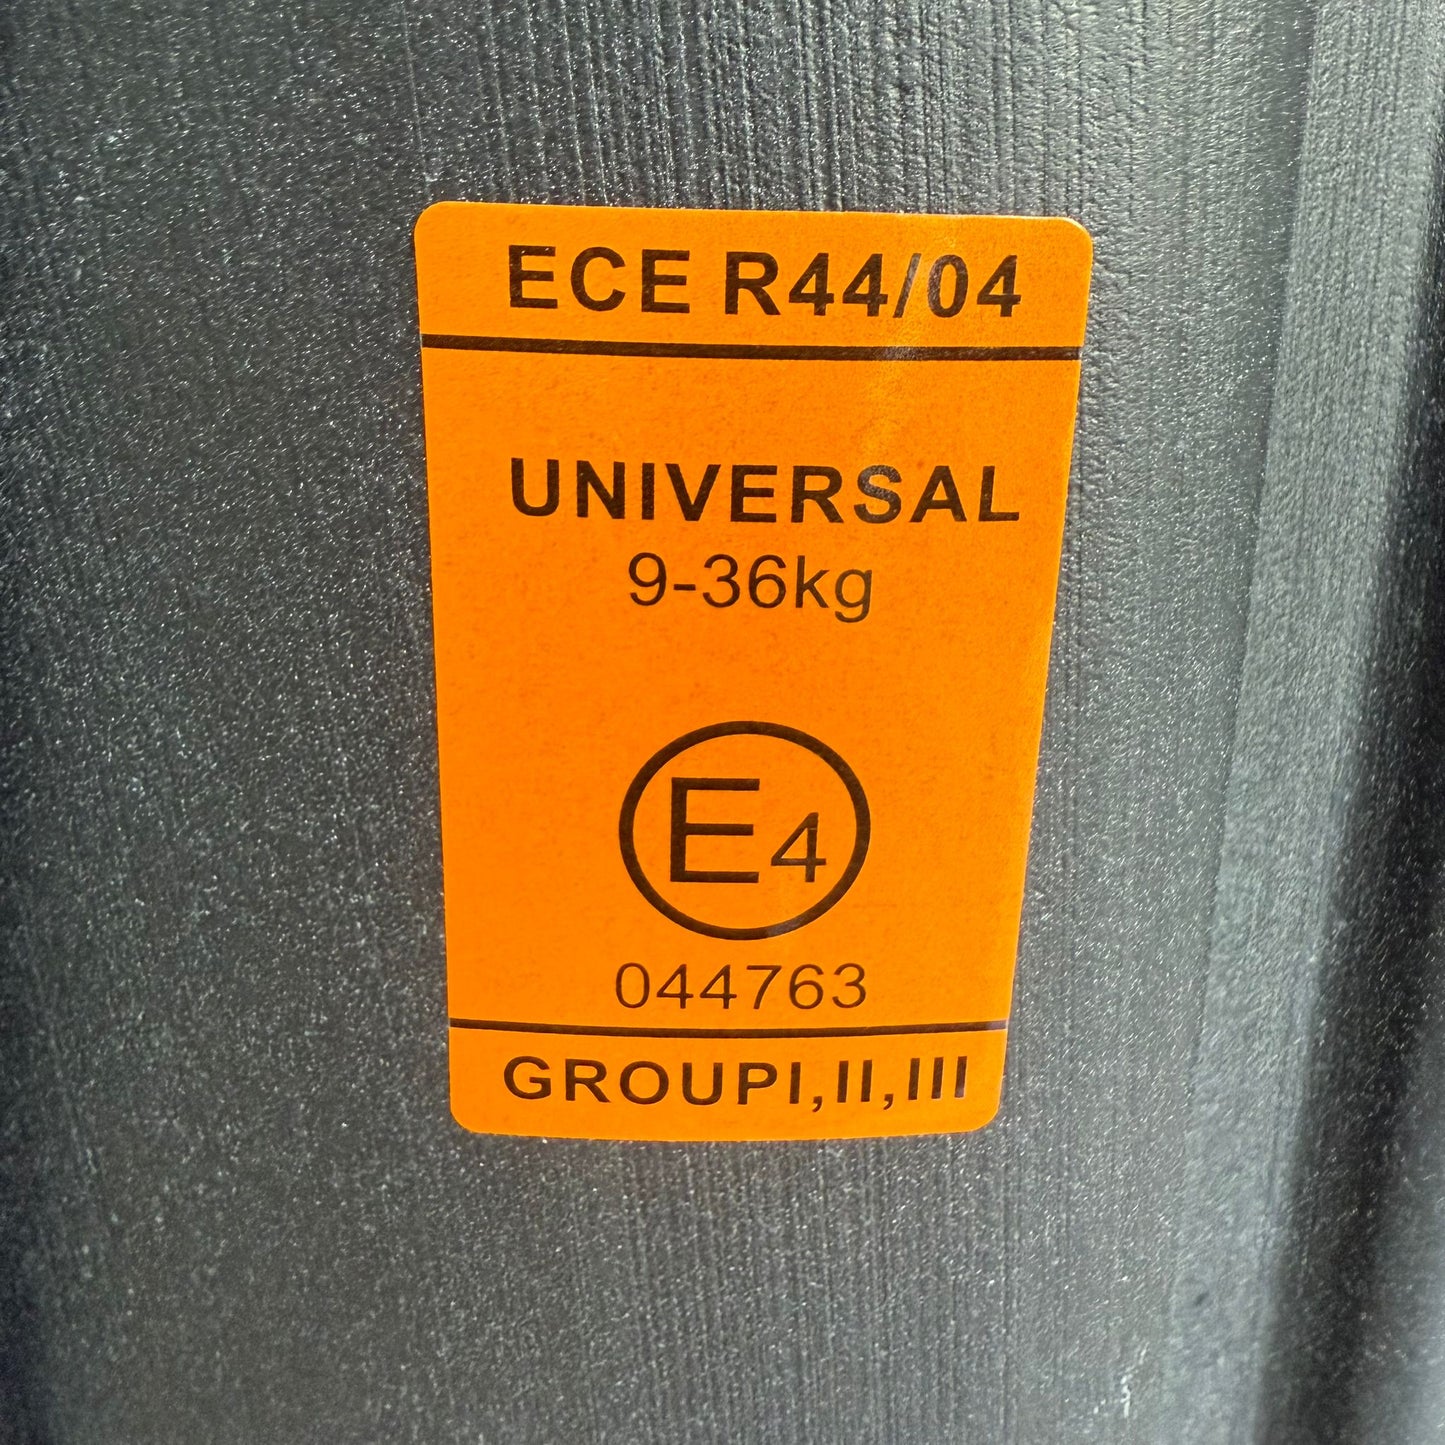 ECE R44/04
UNIVERSAL
9-36kg
E4
044763
GROUPI,II,III